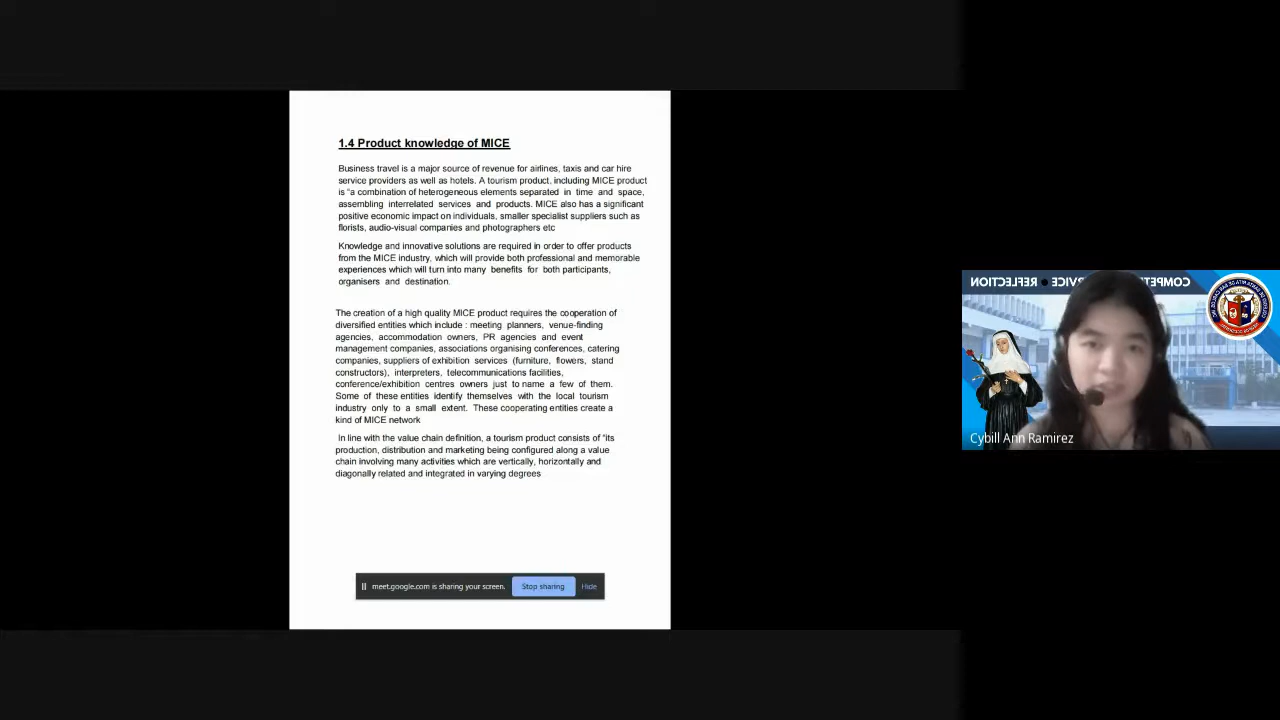 1.4 Product knowledge of MICE
Business travel is a major source of revenue for airlines, taxis and car hire
service providers as well as hotels. A tourism product, including MICE product
is “a combination of heterogeneous elements separated in time and space,
assembling interrelated services and products. MICE also has a significant
positive economic impact on individuals, smaller specialist suppliers such as
florists, audio-visual companies and photographers etc
Knowledge and innovative solutions are required in order to offer products
from the MICE industry, which will provide both professional and memorable
experiences which will turn into many benefits for both participants,
organisers and destination.
The creation of a high quality MICE product requires the cooperation of
diversified entities which include : meeting planners, venue-finding
agencies, accommodation owners, PR agencies and event
management companies, associations organising conferences, catering
companies, suppliers of exhibition services (furniture, flowers, stand
constructors), interpreters, telecommunications facilities,
conference/exhibition centres owners just to name a few of them.
Some of these entities identify themselves with the local tourism
industry only to a small extent. These cooperating entities create a
kind of MICE network
In line with the value chain definition, a tourism product consists of “its
production, distribution and marketing being configured along a value
chain involving many activities which are vertically, horizontally and
diagonally related and integrated in varying degrees
meet.google.com is sharing your screen. Stop sharing Hide
REFLECTION
Cybill Ann Ramirez